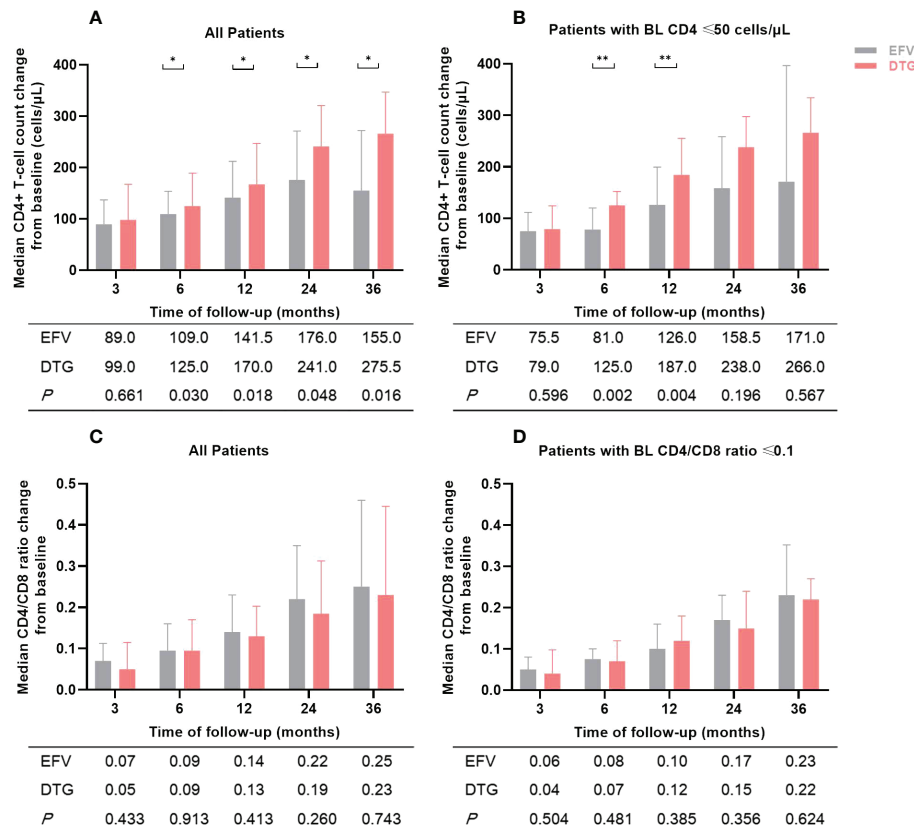 A
All Patients
* * * *
Median CD4+ T-cell count change
from baseline (cells/μL)
400
300
200
100
0
3 6 12 24 36
Time of follow-up (months)
EFV 89.0 109.0 141.5 176.0 155.0
DTG 99.0 125.0 170.0 241.0 275.5
P 0.661 0.030 0.018 0.048 0.016
B
Patients with BL CD4 ⩽50 cells/μL
EFV
DTG
** **
Median CD4+ T-cell count change
from baseline (cells/μL)
400
300
200
100
0
3 6 12 24 36
Time of follow-up (months)
EFV 75.5 81.0 126.0 158.5 171.0
DTG 79.0 125.0 187.0 238.0 266.0
P 0.596 0.002 0.004 0.196 0.567
C
All Patients
Median CD4/CD8 ratio change
from baseline
0.5
0.4
0.3
0.2
0.1
0.0
3 6 12 24 36
Time of follow-up (months)
EFV 0.07 0.09 0.14 0.22 0.25
DTG 0.05 0.09 0.13 0.19 0.23
P 0.433 0.913 0.413 0.260 0.743
D
Patients with BL CD4/CD8 ratio ⩽0.1
Median CD4/CD8 ratio change
from baseline
0.5
0.4
0.3
0.2
0.1
0.0
3 6 12 24 36
Time of follow-up (months)
EFV 0.06 0.08 0.10 0.17 0.23
DTG 0.04 0.07 0.12 0.15 0.22
P 0.504 0.481 0.385 0.356 0.624